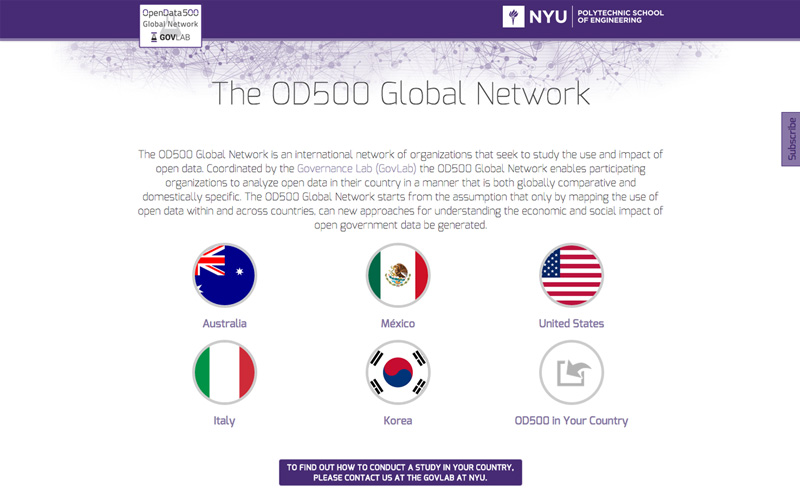 OpenData500
Global Network
GOVLAB
NYU
POLYTECHNIC SCHOOL
OF ENGINEERING
The OD500 Global Network
Subscribe
The OD500 Global Network is an international network of organizations that seek to study the use and impact of
open data. Coordinated by the Governance Lab (GovLab) the OD500 Global Network enables participating
organizations to analyze open data in their country in a manner that is both globally comparative and
domestically specific. The OD500 Global Network starts from the assumption that only by mapping the use of
open data within and across countries, can new approaches for understanding the economic and social impact of
open government data be generated.
Australia
México
United States
Italy
Korea
OD500 in Your Country
TO FIND OUT HOW TO CONDUCT A STUDY IN YOUR COUNTRY,
PLEASE CONTACT US AT THE GOVLAB AT NYU.